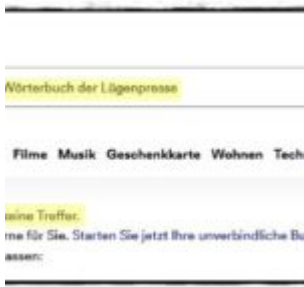 Wörterbuch der Lügenpresse
Filme Musik Geschenkkarte Wohnen Tech
eine Treffer.
rne für Sie. Starten Sie jetzt Ihre unverbindliche Bu
assen: